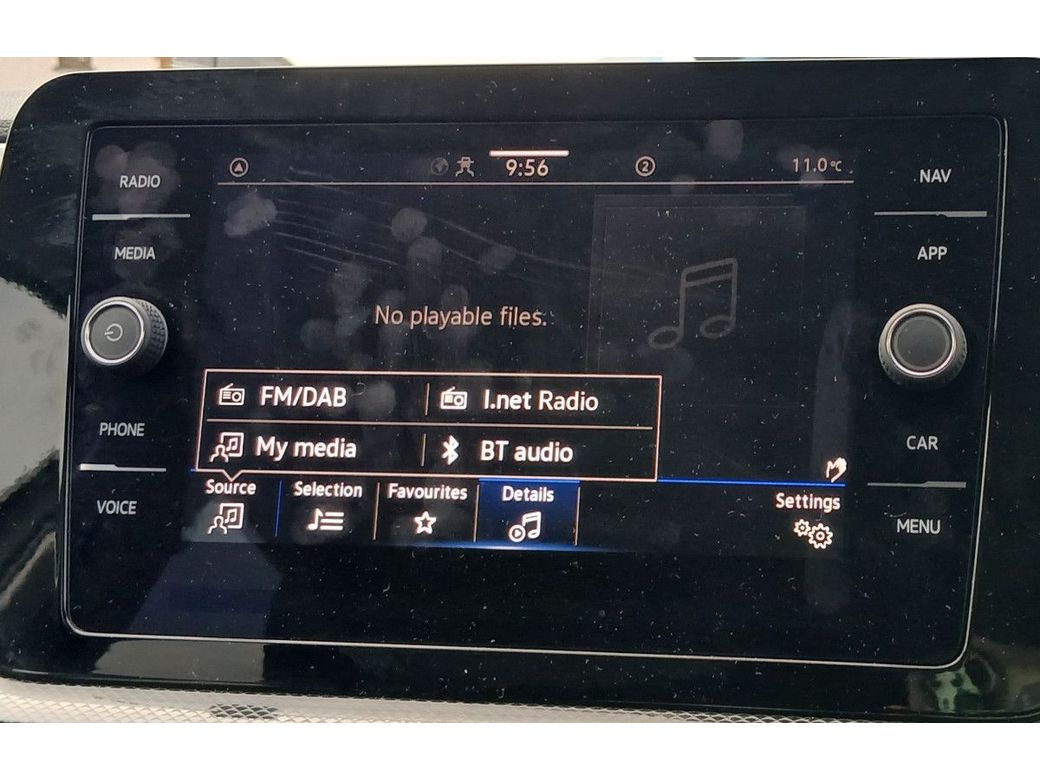 RADIO
MEDIA
PHONE
VOICE
9:56
2
11.0°C
No playable files.
FM/DAB
I.net Radio
My media
BT audio
Source
Selection
Favourites
Details
Settings
NAV
APP
CAR
MENU